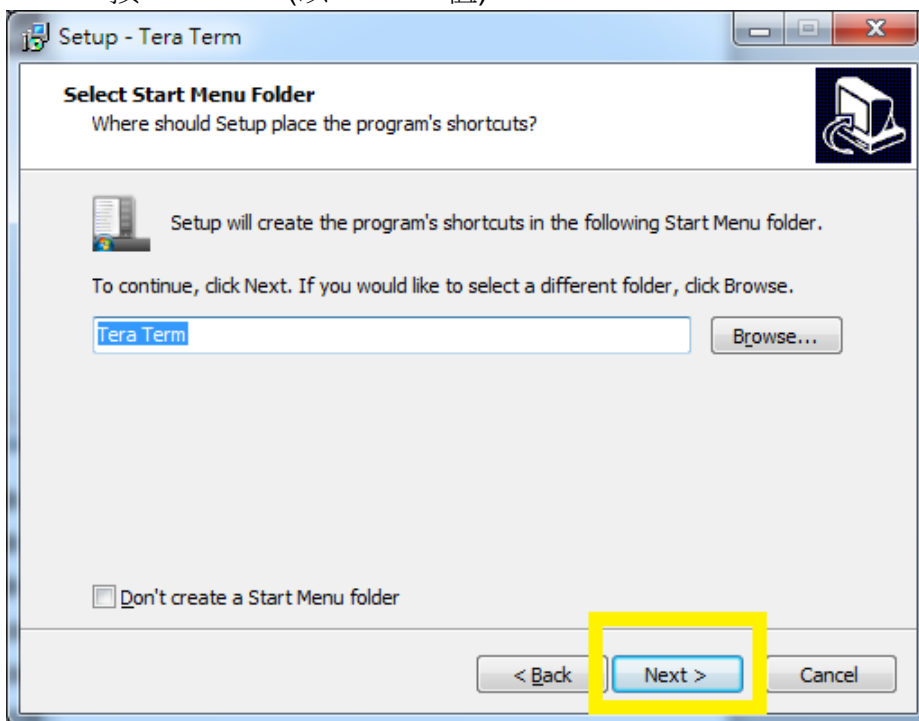 Setup - Tera Term
Select Start Menu Folder
Where should Setup place the program's shortcuts?
Setup will create the program's shortcuts in the following Start Menu folder.
To continue, click Next. If you would like to select a different folder, click Browse.
Tera Term
Browse...
Don't create a Start Menu folder
< Back
Next >
Cancel